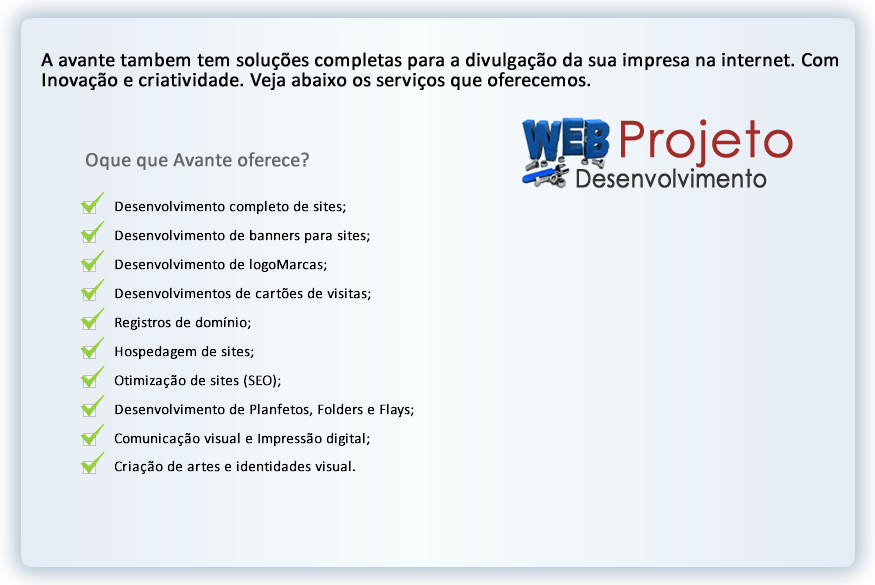 A avante tambem tem soluções completas para a divulgação da sua impresa na internet. Com
Inovação e criatividade. Veja abaixo os serviços que oferecemos.
WEB Projeto
Desenvolvimento
Oque que Avante oferece?
Desenvolvimento completo de sites;
Desenvolvimento de banners para sites;
Desenvolvimento de logoMarcas;
Desenvolvimentos de cartões de visitas;
Registros de domínio;
Hospedagem de sites;
Otimização de sites (SEO);
Desenvolvimento de Planfetos, Folders e Flays;
Comunicação visual e Impressão digital;
Criação de artes e identidades visual.